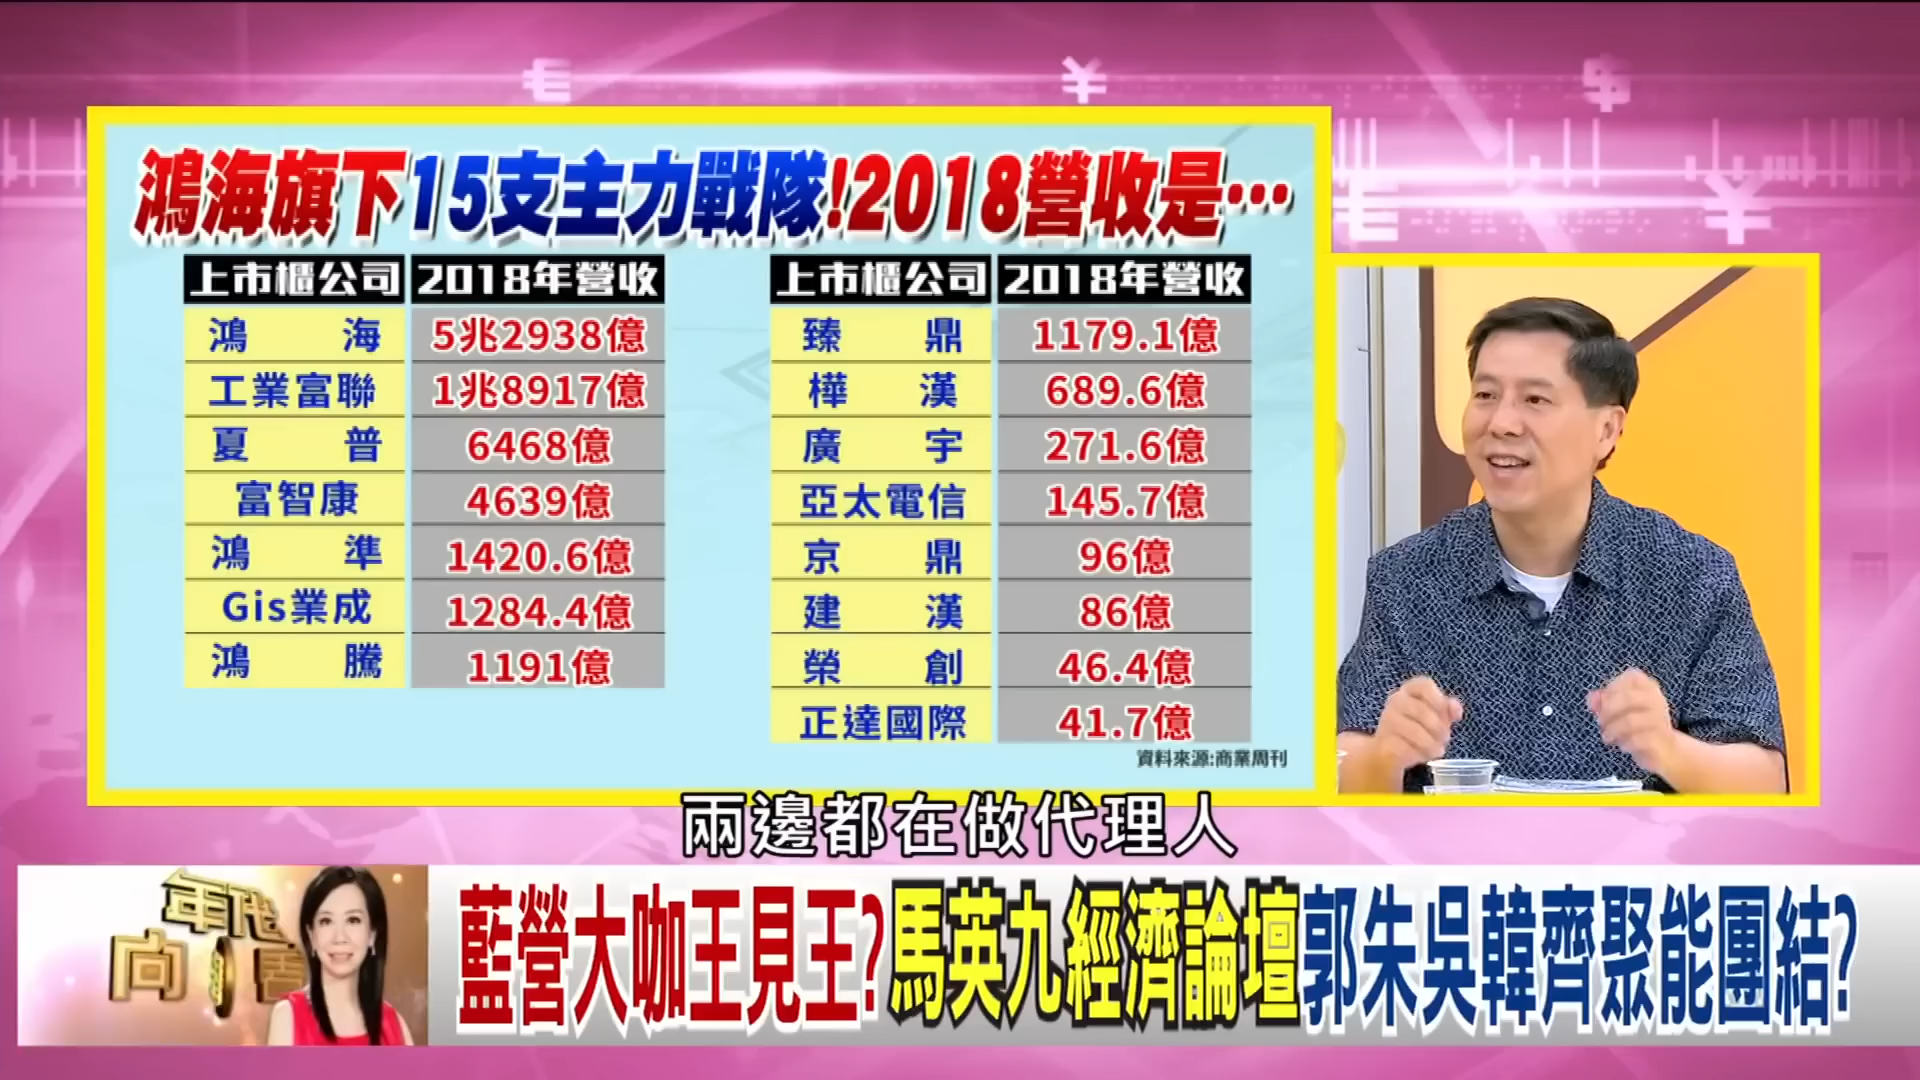 鴻海旗下15支主力戰隊!2018營收是…
上市櫃公司 2018年營收
鴻海 5兆2938億
工業富聯 1兆8917億
夏普 6468億
富智康 4639億
鴻準 1420.6億
Gis業成 1284.4億
鴻騰 1191億
上市櫃公司 2018年營收
臻鼎 1179.1億
樺漢 689.6億
廣宇 271.6億
亞太電信 145.7億
京鼎 96億
建漢 86億
榮創 46.4億
正達國際 41.7億
資料來源:商業周刊
兩邊都在做代理人
年代
向
藍營大咖王見王?馬英九經濟論壇郭朱吳韓齊聚能團結?